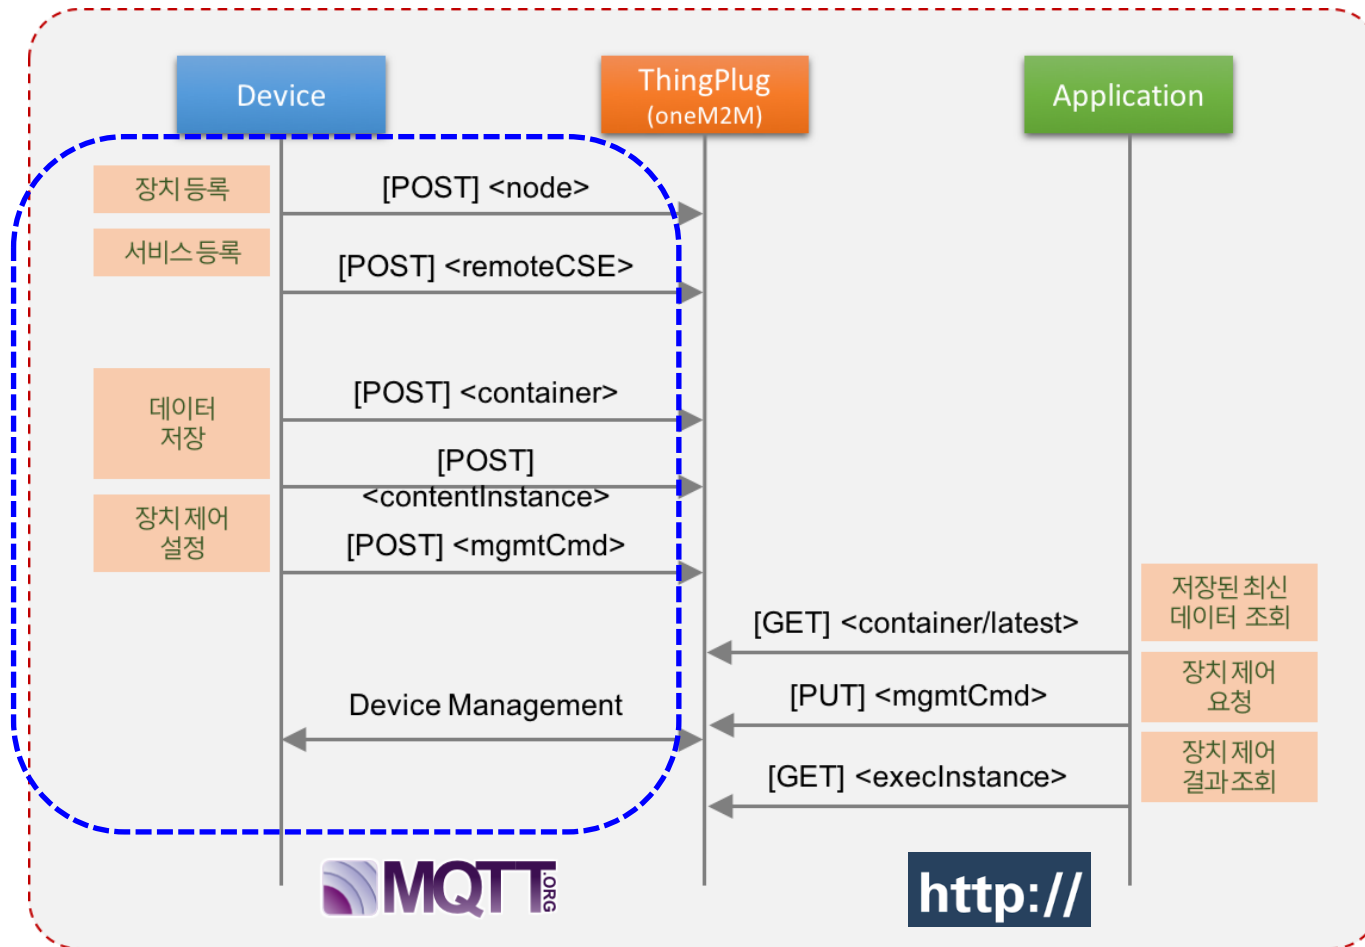 Device
ThingPlug
(oneM2M)
Application
장치 등록
[POST] <node>
서비스 등록
[POST] <remoteCSE>
데이터
저장
[POST] <container>
[POST]
<contentInstance>
장치 제어
설정
[POST] <mgmtCmd>
저장된 최신
데이터 조회
[GET] <container/latest>
장치 제어
요청
[PUT] <mgmtCmd>
Device Management
장치 제어
결과 조회
[GET] <execInstance>
MQTT.ORG
http://